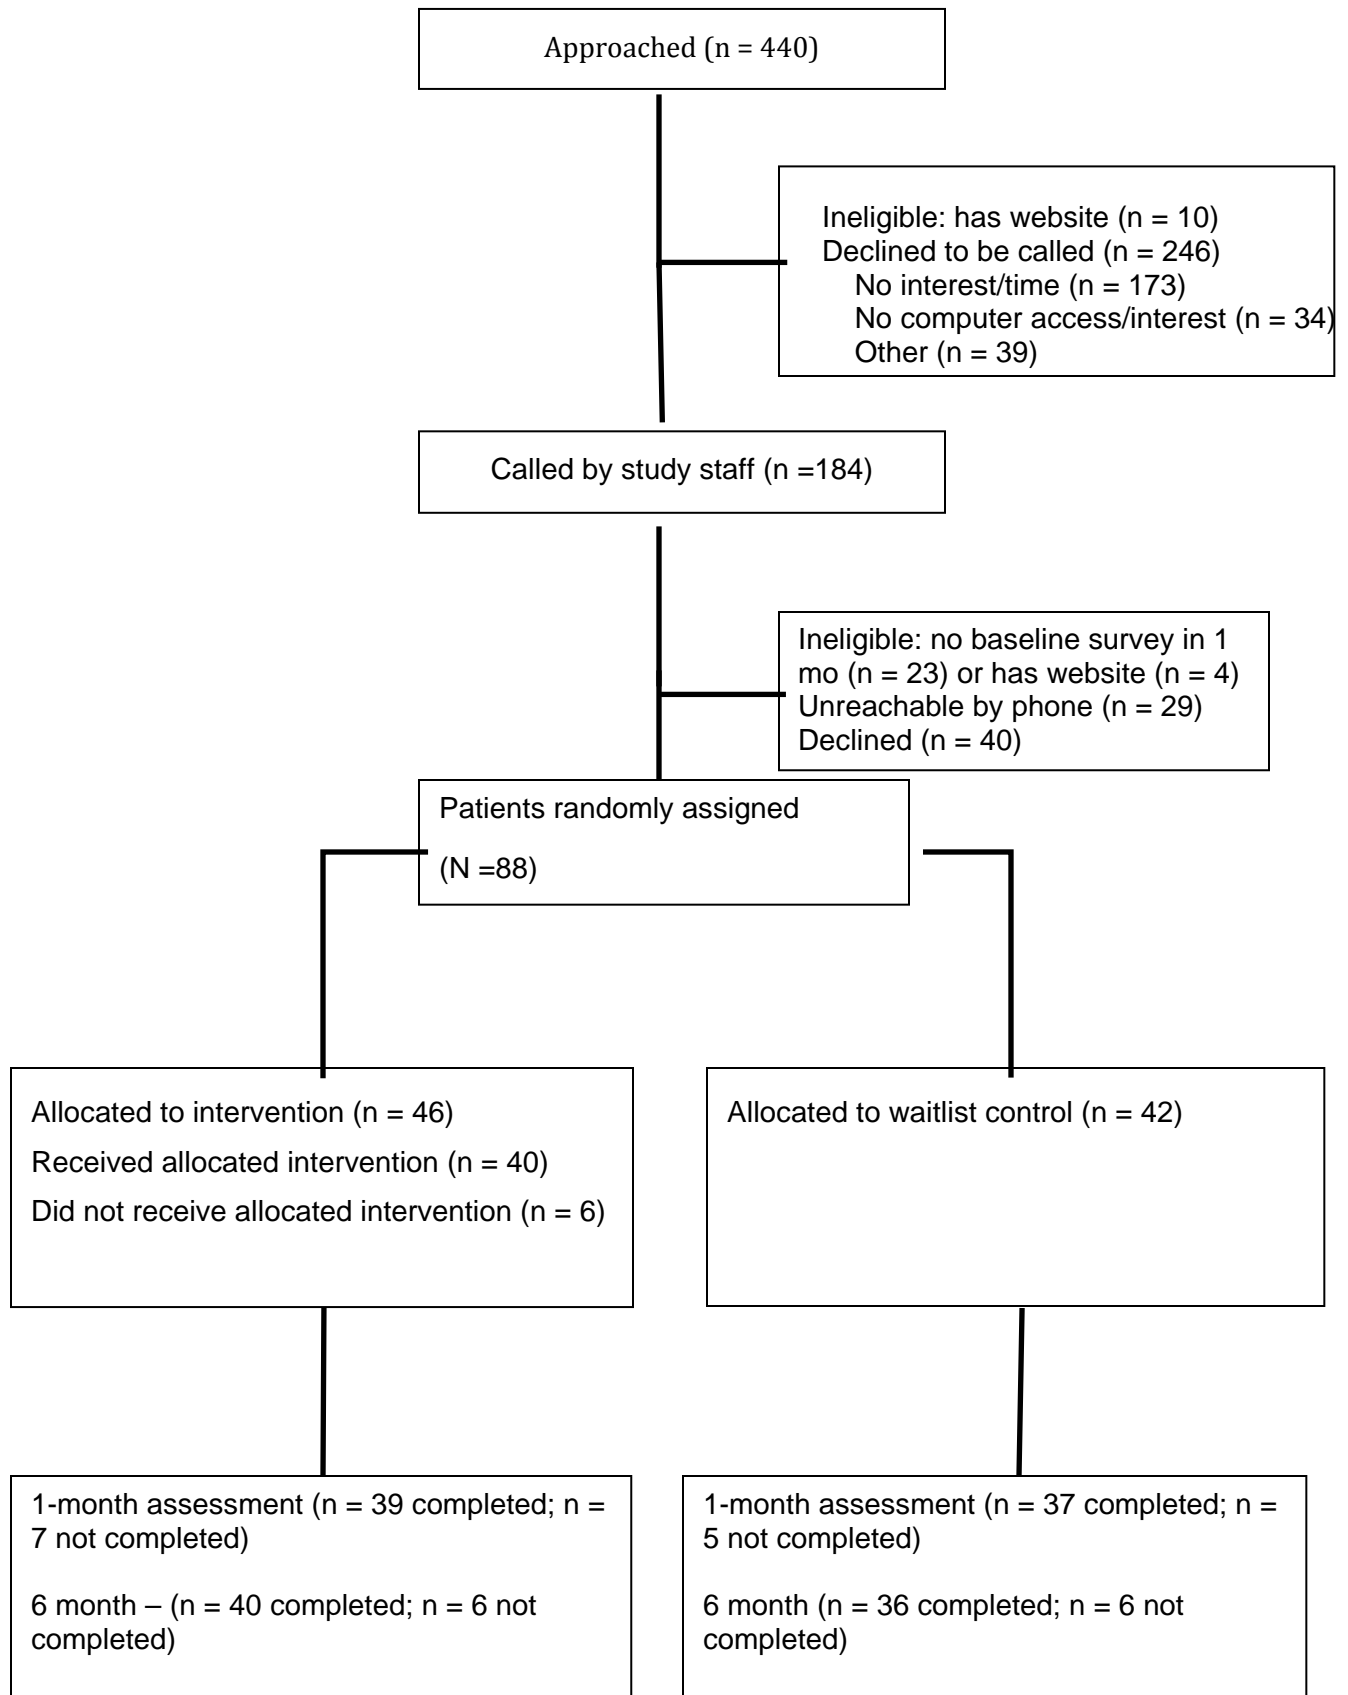 Approached (n = 440)
Ineligible: has website (n = 10)
Declined to be called (n = 246)
No interest/time (n = 173)
No computer access/interest (n = 34)
Other (n = 39)
Called by study staff (n =184)
Ineligible: no baseline survey in 1
mo (n = 23) or has website (n = 4)
Unreachable by phone (n = 29)
Declined (n = 40)
Patients randomly assigned
(N =88)
Allocated to intervention (n = 46)
Received allocated intervention (n = 40)
Did not receive allocated intervention (n = 6)
Allocated to waitlist control (n = 42)
1-month assessment (n = 39 completed; n =
7 not completed)
6 month – (n = 40 completed; n = 6 not
completed)
1-month assessment (n = 37 completed; n =
5 not completed)
6 month (n = 36 completed; n = 6 not
completed)